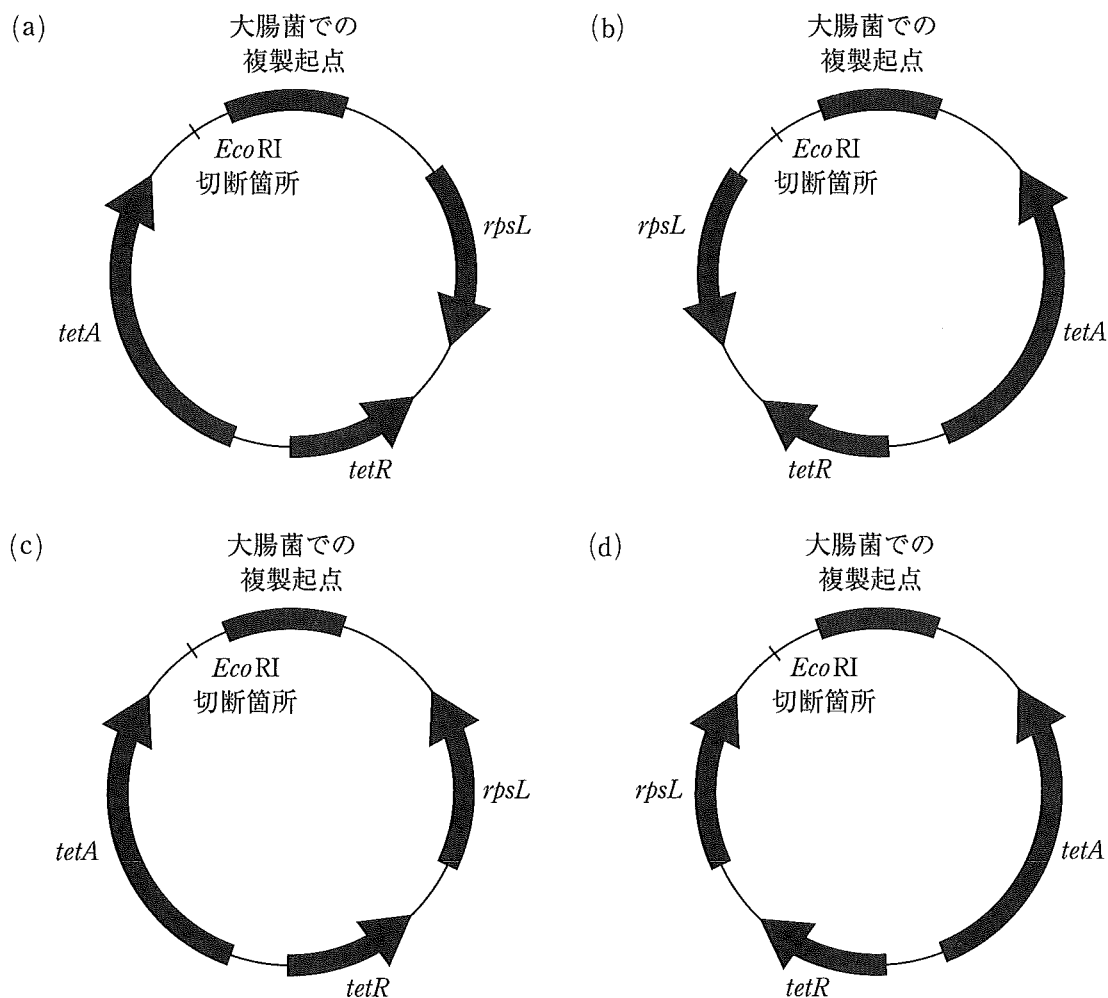 (a)
大腸菌での
複製起点
EcoRI
切断箇所
rpsL
tetA
tetR
(b)
大腸菌での
複製起点
EcoRI
切断箇所
rpsL
tetA
tetR
(c)
大腸菌での
複製起点
EcoRI
切断箇所
rpsL
tetA
tetR
(d)
大腸菌での
複製起点
EcoRI
切断箇所
rpsL
tetA
tetR